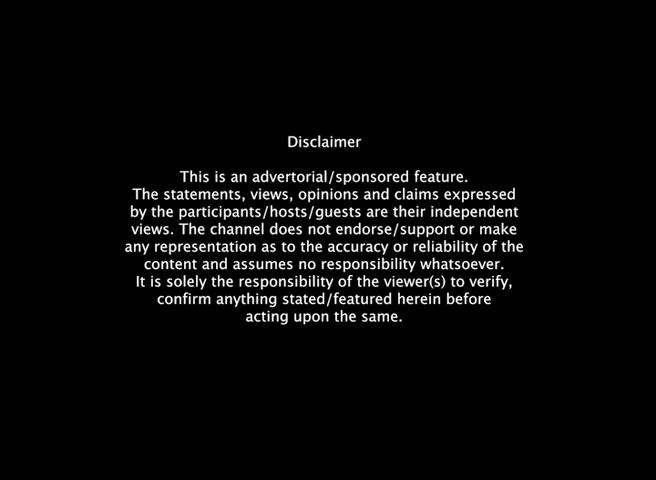 Disclaimer
This is an advertorial/sponsored feature.
The statements, views, opinions and claims expressed
by the participants/hosts/guests are their independent
views. The channel does not endorse/support or make
any representation as to the accuracy or reliability of the
content and assumes no responsibility whatsoever.
It is solely the responsibility of the viewer(s) to verify,
confirm anything stated/featured herein before
acting upon the same.